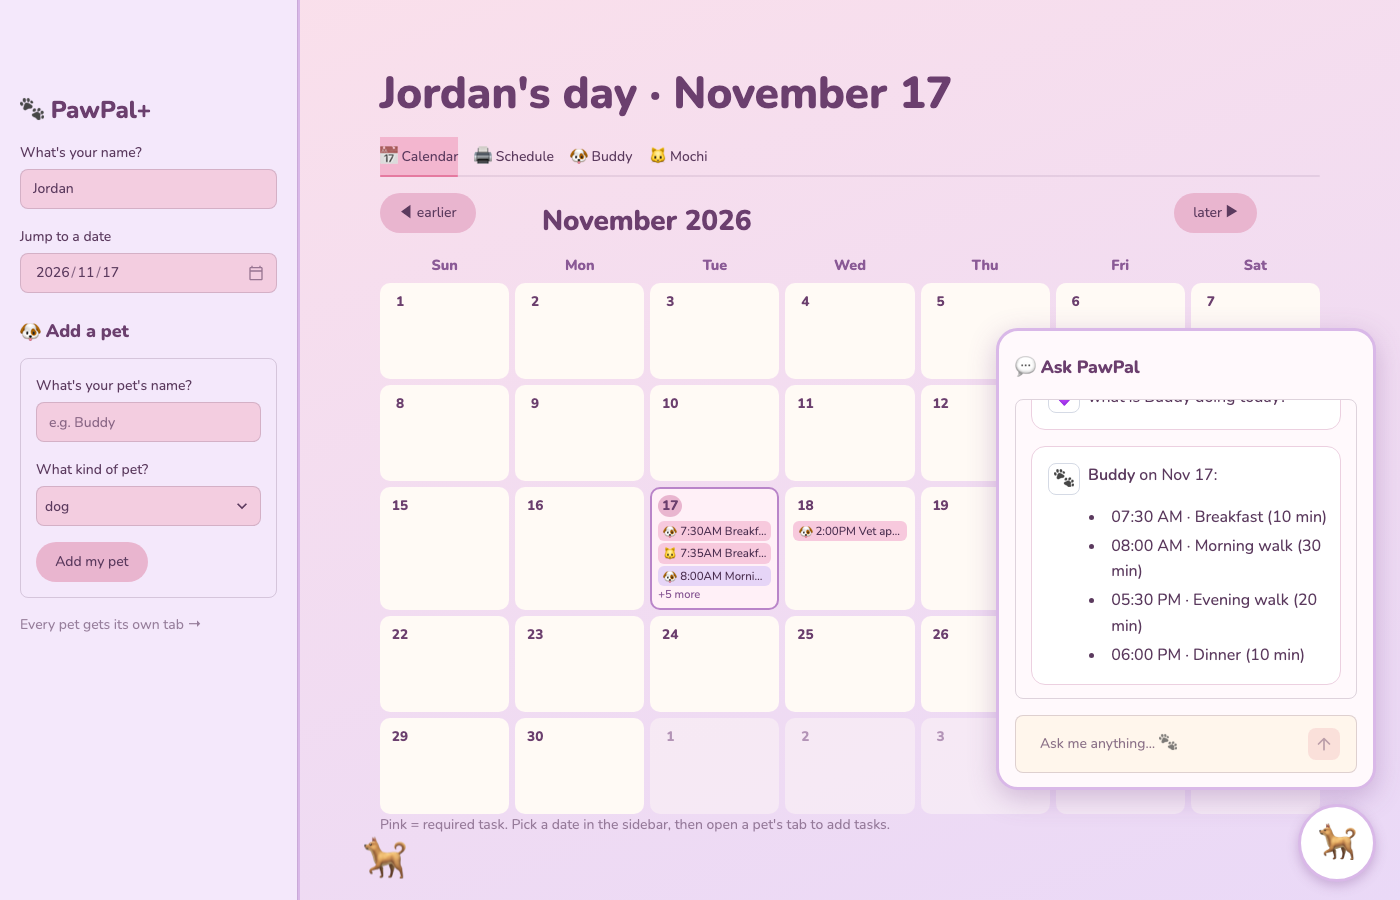 PawPal+
What's your name?
Jordan
Jump to a date
2026/11/17
Add a pet
What's your pet's name?
e.g. Buddy
What kind of pet?
dog
Add my pet
Every pet gets its own tab →
Jordan's day · November 17
Calendar
Schedule
Buddy
Mochi
earlier
November 2026
later
Sun Mon Tue Wed Thu Fri Sat
1 2 3 4 5 6 7
8 9 10 11 12
15 16 17 18 19
7:30AM Breakf...
7:35AM Breakf...
8:00AM Morni...
+5 more
2:00PM Vet ap...
22 23 24 25 26
29 30 1 2 3
Pink = required task. Pick a date in the sidebar, then open a pet's tab to add tasks.
Ask PawPal
what is Buddy doing today?
Buddy on Nov 17:
07:30 AM · Breakfast (10 min)
08:00 AM · Morning walk (30
min)
05:30 PM · Evening walk (20
min)
06:00 PM · Dinner (10 min)
Ask me anything...